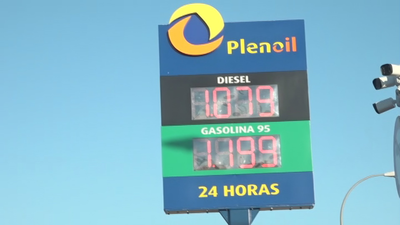 Plenoil
DIESEL
1.079
GASOLINA 95
1.199
24 HORAS